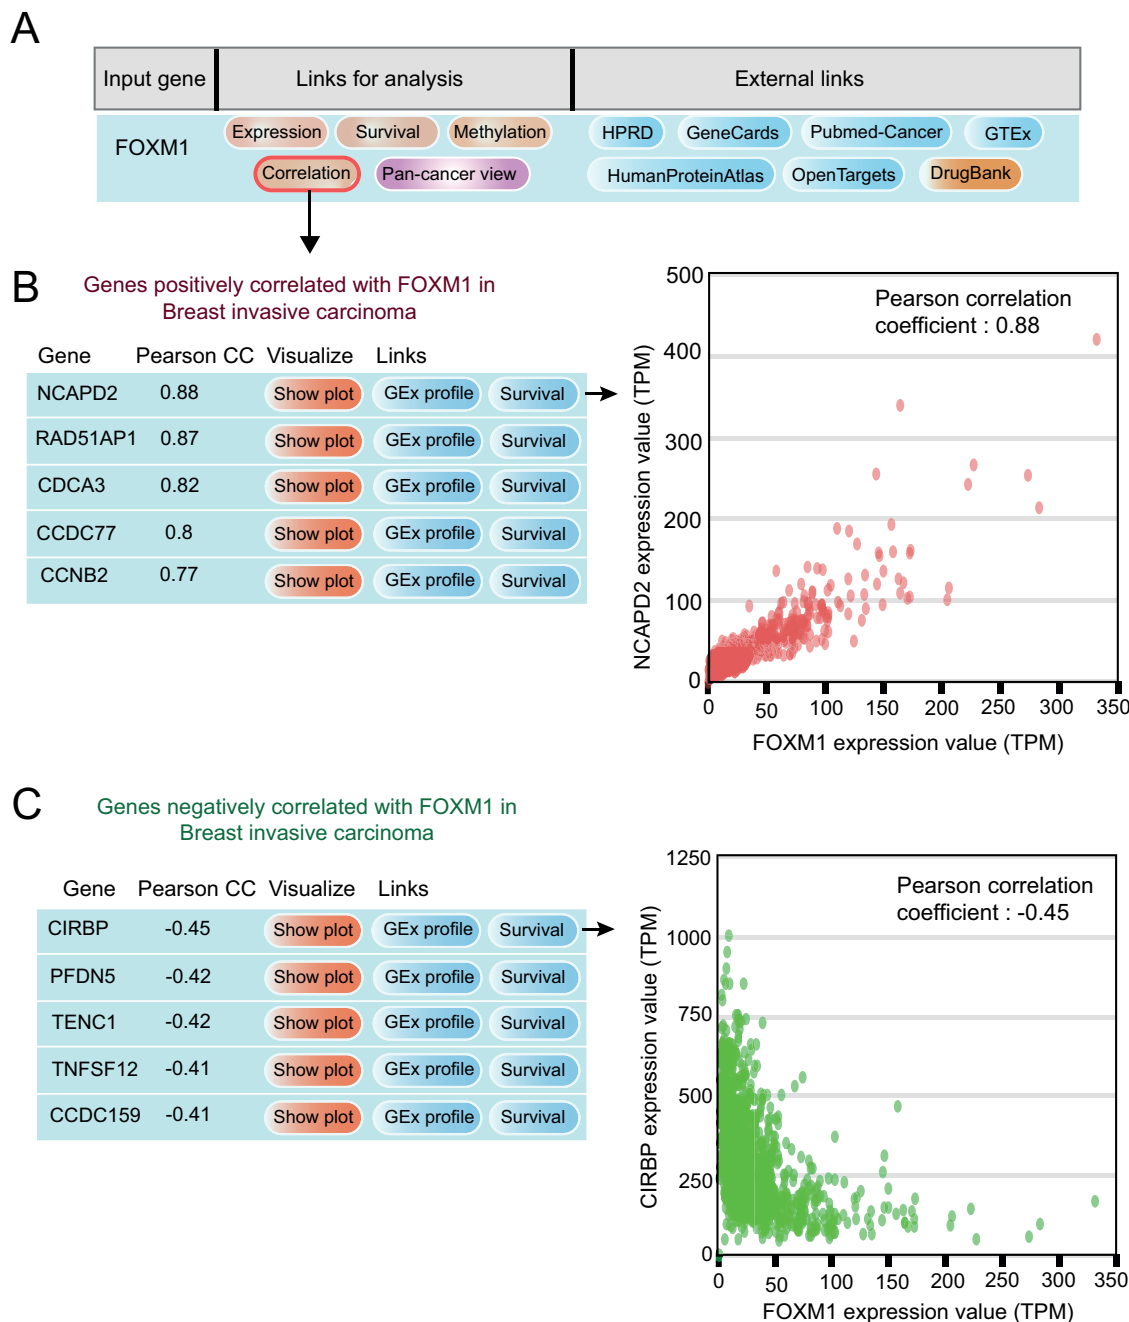 A
Input gene Links for analysis External links
FOXM1
Expression Survival Methylation HPRD GeneCards Pubmed-Cancer GTEx
Correlation Pan-cancer view HumanProteinAtlas OpenTargets DrugBank
B
Genes positively correlated with FOXM1 in
Breast invasive carcinoma
Gene Pearson CC Visualize Links
NCAPD2 0.88 Show plot GEx profile Survival
RAD51AP1 0.87 Show plot GEx profile Survival
CDCA3 0.82 Show plot GEx profile Survival
CCDC77 0.8 Show plot GEx profile Survival
CCNB2 0.77 Show plot GEx profile Survival
Pearson correlation
coefficient : 0.88
NCAPD2 expression value (TPM)
500
400
300
200
100
0
0 50 100 150 200 250 300 350
FOXM1 expression value (TPM)
C
Genes negatively correlated with FOXM1 in
Breast invasive carcinoma
Gene Pearson CC Visualize Links
CIRBP -0.45 Show plot GEx profile Survival
PFDN5 -0.42 Show plot GEx profile Survival
TENC1 -0.42 Show plot GEx profile Survival
TNFSF12 -0.41 Show plot GEx profile Survival
CCDC159 -0.41 Show plot GEx profile Survival
Pearson correlation
coefficient : -0.45
CIRBP expression value (TPM)
1250
1000
750
500
250
0
0 50 100 150 200 250 300 350
FOXM1 expression value (TPM)